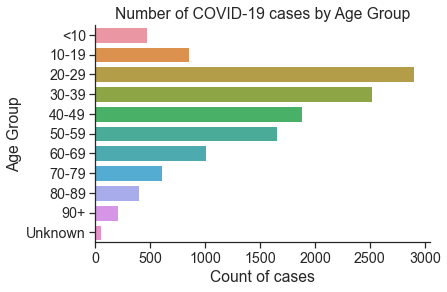 Number of COVID-19 cases by Age Group
<10
10-19
20-29
30-39
40-49
50-59
60-69
70-79
80-89
90+
Unknown
Age Group
0 500 1000 1500 2000 2500 3000
Count of cases